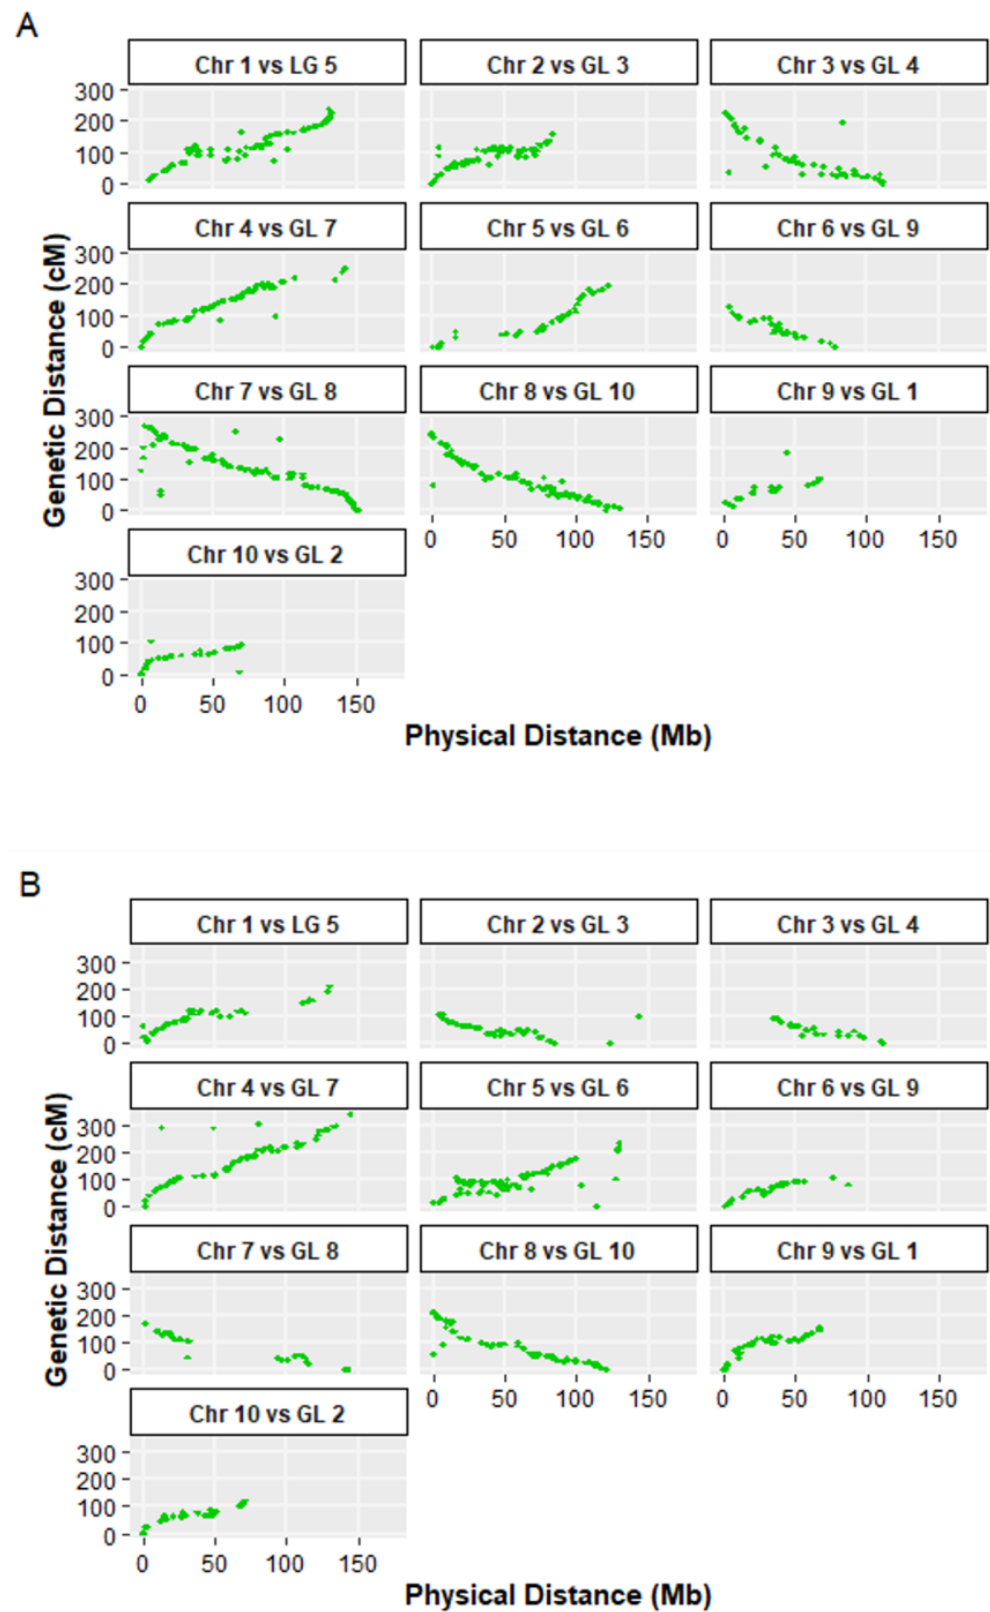 A
Chr 1 vs LG 5 Chr 2 vs GL 3 Chr 3 vs GL 4
300
200
100
0
Chr 4 vs GL 7 Chr 5 vs GL 6 Chr 6 vs GL 9
300
200
100
0
Chr 7 vs GL 8 Chr 8 vs GL 10 Chr 9 vs GL 1
300
200
100
0
0 50 100 150 0 50 100 150
Chr 10 vs GL 2
300
200
100
0
0 50 100 150
Genetic Distance (cM)
Physical Distance (Mb)
B
Chr 1 vs LG 5 Chr 2 vs GL 3 Chr 3 vs GL 4
300
200
100
0
Chr 4 vs GL 7 Chr 5 vs GL 6 Chr 6 vs GL 9
300
200
100
0
Chr 7 vs GL 8 Chr 8 vs GL 10 Chr 9 vs GL 1
300
200
100
0
0 50 100 150 0 50 100 150
Chr 10 vs GL 2
300
200
100
0
0 50 100 150
Genetic Distance (cM)
Physical Distance (Mb)